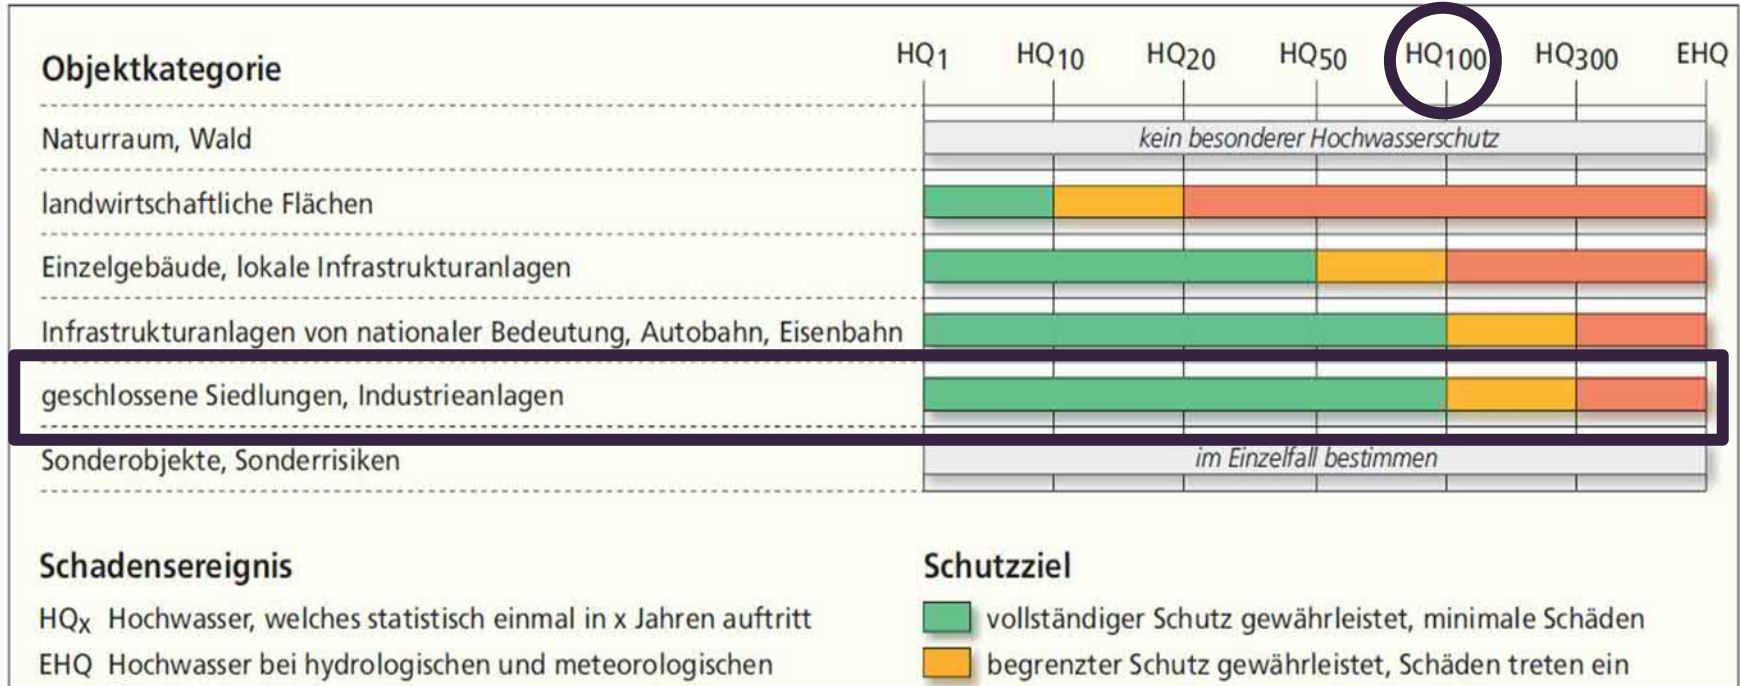 Objektkategorie HQ1 HQ10 HQ20 HQ50 HQ100 HQ300 EHQ
Naturraum, Wald kein besonderer Hochwasserschutz
landwirtschaftliche Flächen
Einzelgebäude, lokale Infrastrukturanlagen
Infrastrukturanlagen von nationaler Bedeutung, Autobahn, Eisenbahn
geschlossene Siedlungen, Industrieanlagen
Sonderobjekte, Sonderrisiken im Einzelfall bestimmen
Schadensereignis Schutzziel
HQX Hochwasser, welches statistisch einmal in x Jahren auftritt vollständiger Schutz gewährleistet, minimale Schäden
EHQ Hochwasser bei hydrologischen und meteorologischen begrenzter Schutz gewährleistet, Schäden treten ein